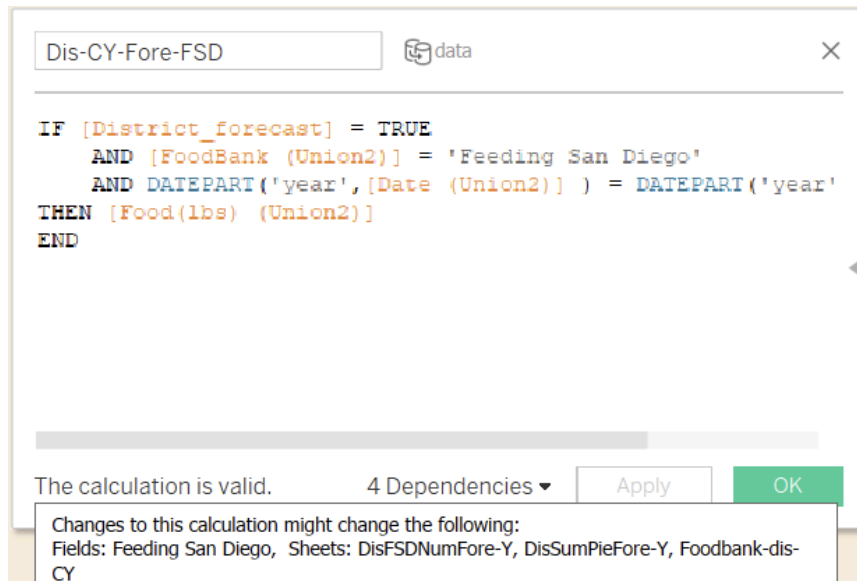 Dis-CY-Fore-FSD
data
IF [District_forecast] = TRUE
AND [FoodBank (Union2)] = 'Feeding San Diego'
AND DATEPART('year',[Date (Union2)] ) = DATEPART('year'
THEN [Food(lbs) (Union2)]
END
The calculation is valid.
4 Dependencies
Apply
OK
Changes to this calculation might change the following:
Fields: Feeding San Diego, Sheets: DisFSDNumFore-Y, DisSumPieFore-Y, Foodbank-dis-
CY